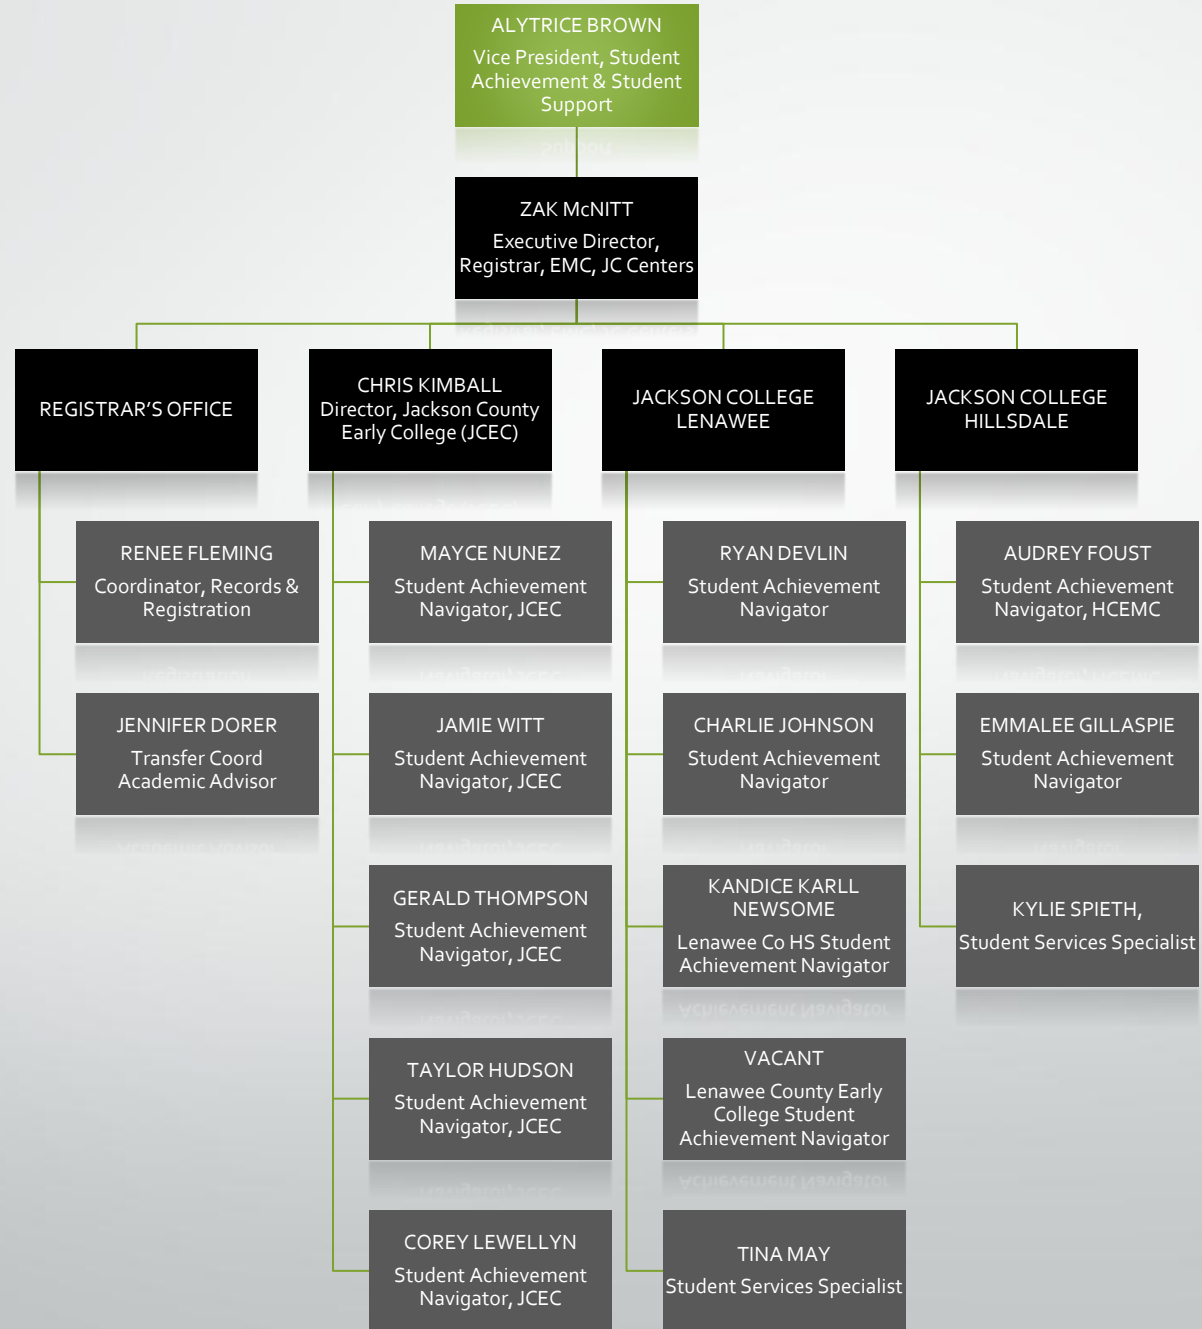 ALYTRICE BROWN
Vice President, Student
Achievement & Student
Support
ZAK McNITT
Executive Director,
Registrar, EMC, JC Centers
REGISTRAR'S OFFICE
CHRIS KIMBALL
Director, Jackson County
Early College (JCEC)
JACKSON COLLEGE
LENAWEE
JACKSON COLLEGE
HILLSDALE
RENEE FLEMING
Coordinator, Records &
Registration
JENNIFER DORER
Transfer Coord
Academic Advisor
MAYCE NUNEZ
Student Achievement
Navigator, JCEC
JAMIE WITT
Student Achievement
Navigator, JCEC
GERALD THOMPSON
Student Achievement
Navigator, JCEC
TAYLOR HUDSON
Student Achievement
Navigator, JCEC
COREY LEWELLYN
Student Achievement
Navigator, JCEC
RYAN DEVLIN
Student Achievement
Navigator
CHARLIE JOHNSON
Student Achievement
Navigator
KANDICE KARLL
NEWSOME
Lenawee Co HS Student
Achievement Navigator
VACANT
Lenawee County Early
College Student
Achievement Navigator
TINA MAY
Student Services Specialist
AUDREY FOUST
Student Achievement
Navigator, HCEMC
EMMALEE GILLASPIE
Student Achievement
Navigator
KYLIE SPIETH,
Student Services Specialist